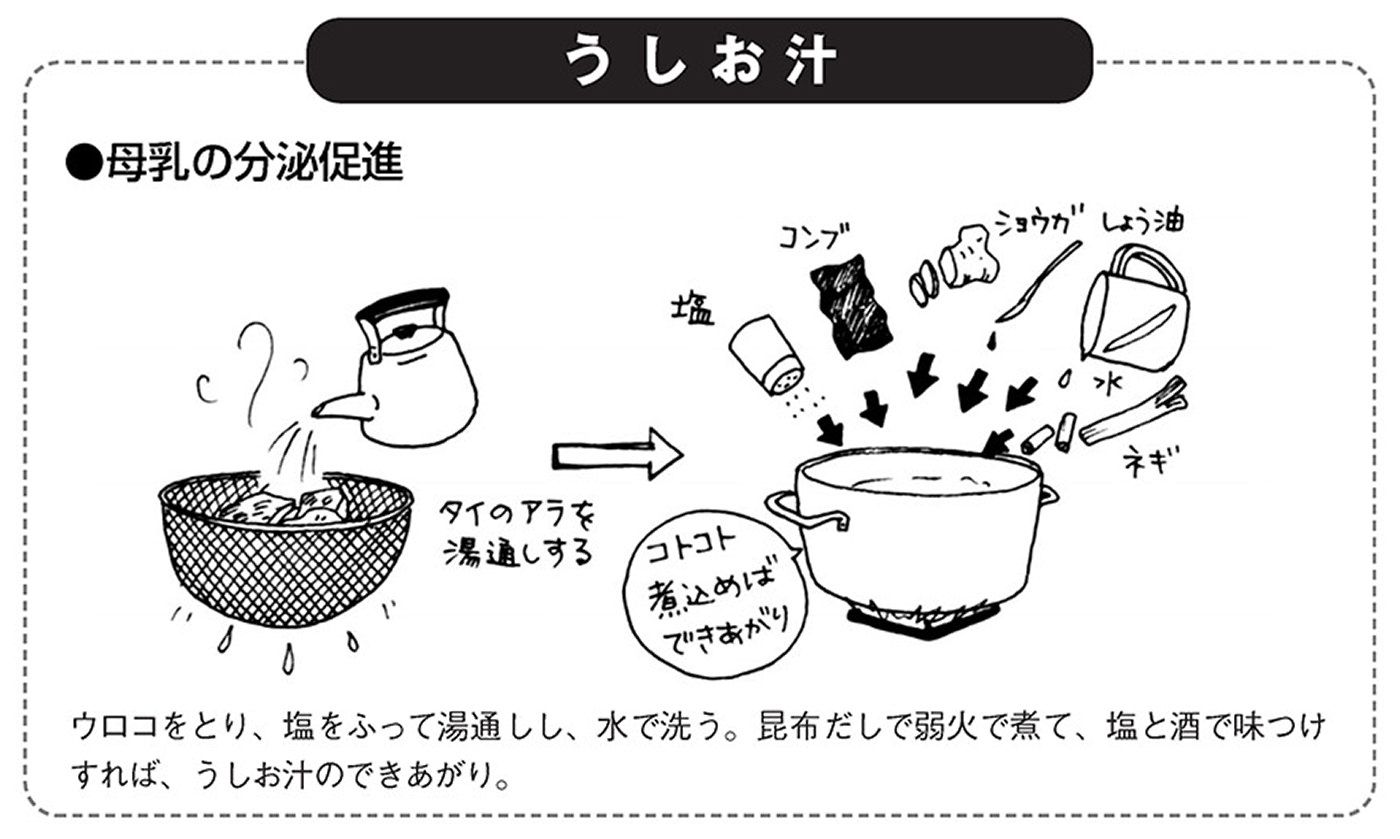 うしお汁
●母乳の分泌促進
コンブ
ショウガ
しょう油
塩
水
ネギ
タイのアラを
湯通しする
コトコト
煮込めば
できあがり
ウロコをとり、塩をふって湯通しし、水で洗う。昆布だしで弱火で煮て、塩と酒で味つけ
すれば、うしお汁のできあがり。